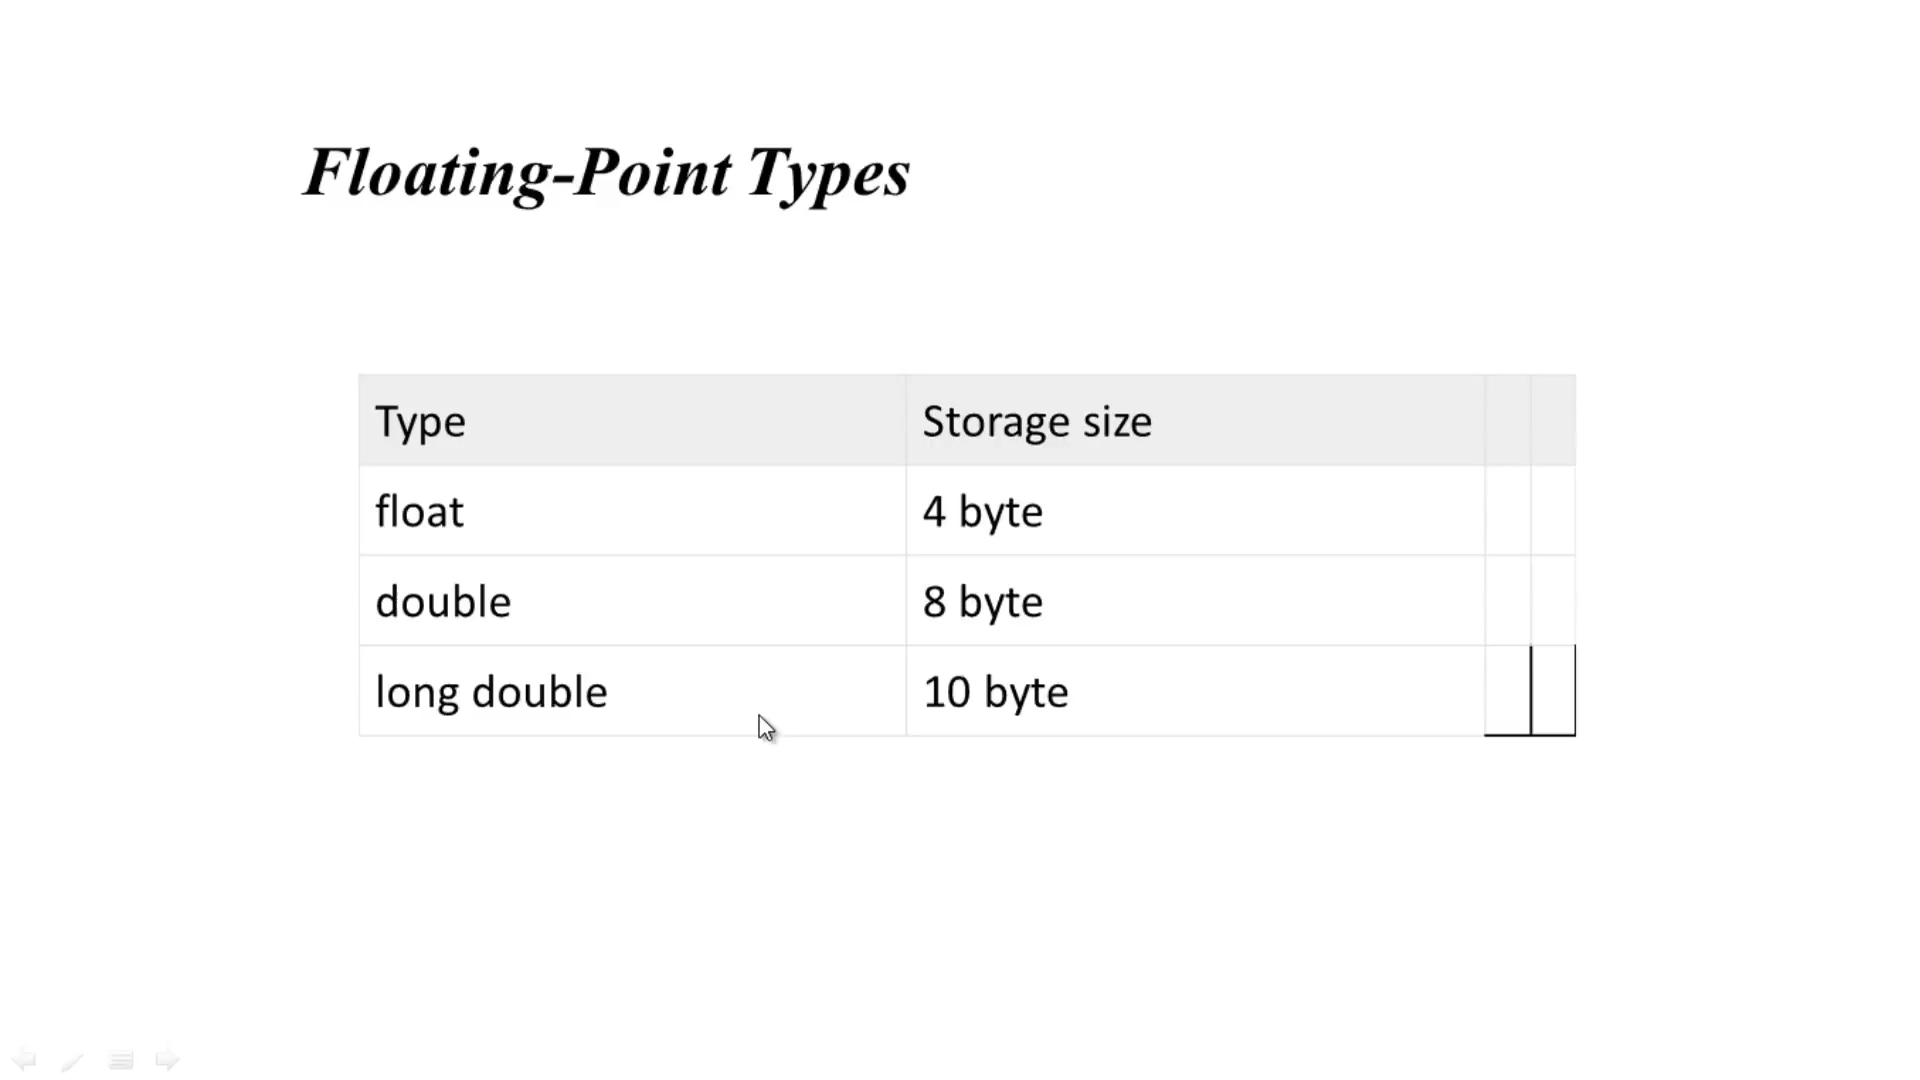 Floating-Point Types
Type Storage size
float 4 byte
double 8 byte
long double 10 byte